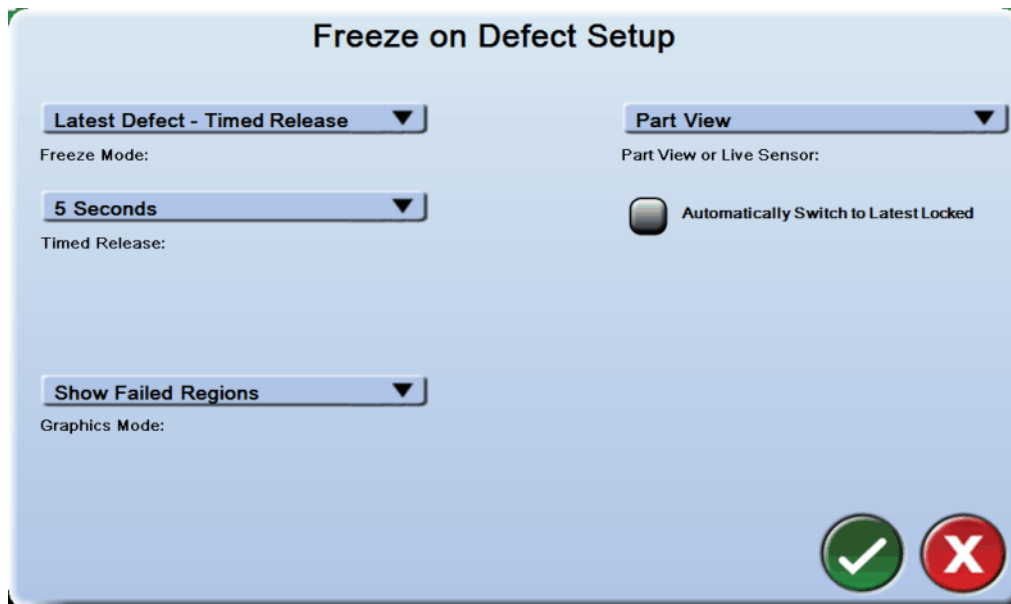 Freeze on Defect Setup
Latest Defect - Timed Release
Freeze Mode:
5 Seconds
Timed Release:
Show Failed Regions
Graphics Mode:
Part View
Part View or Live Sensor:
Automatically Switch to Latest Locked